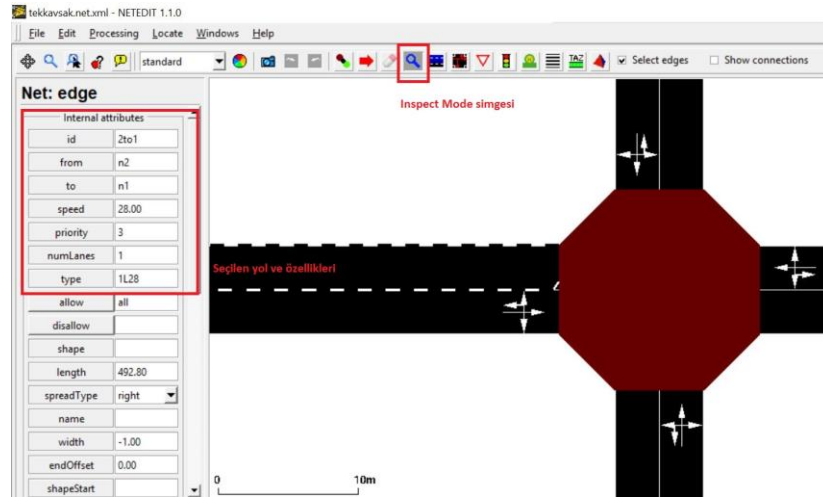 tekkavsak.net.xml - NETEDIT 1.1.0
File Edit Processing Locate Windows Help
standard
TAZ
Select edges
Show connections
Net: edge
Inspect Mode simgesi
Internal attributes
id 2to1
from n2
to n1
speed 28.00
priority 3
numLanes 1
type 1L28
Seçilen yol ve özellikleri
allow all
disallow
shape
length 492.80
spreadType right
name
width -1.00
endOffset 0.00
shapeStart
0 10m